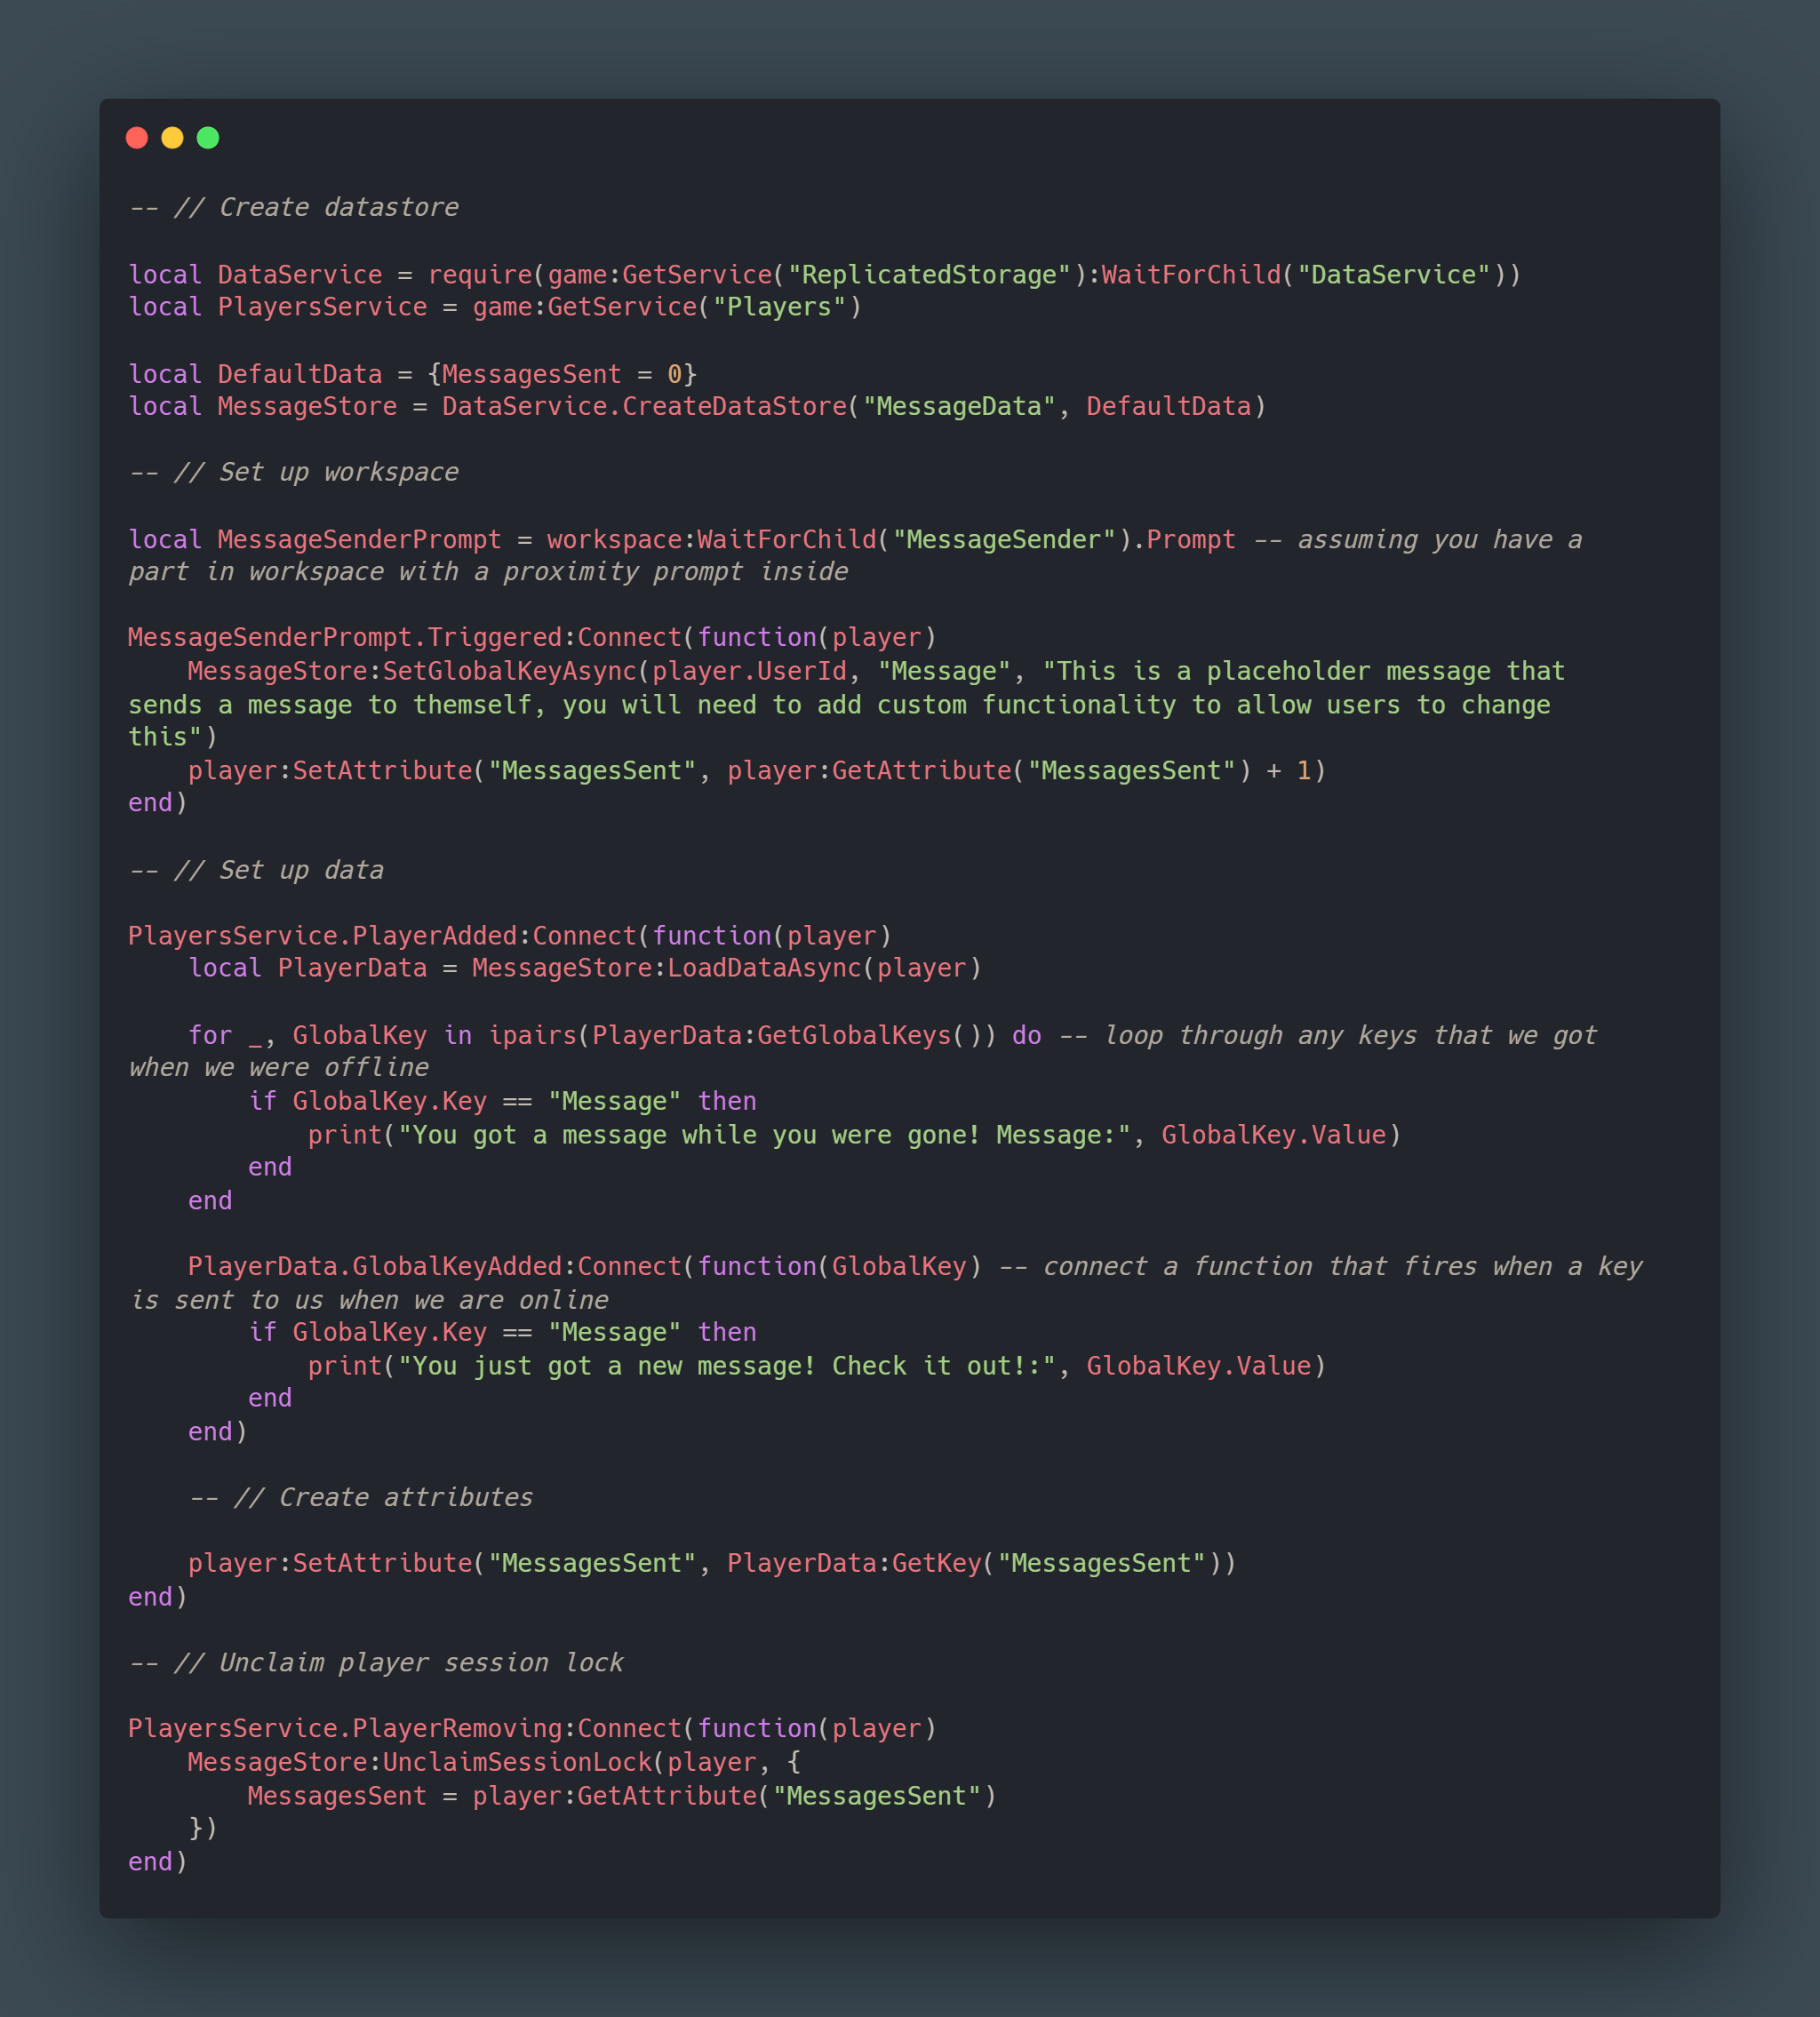 -- // Create datastore
local DataService = require(game:GetService("ReplicatedStorage"):WaitForChild("DataService"))
local PlayersService = game:GetService("Players")
local DefaultData = {MessagesSent = 0}
local MessageStore = DataService.CreateDataStore("MessageData", DefaultData)
-- // Set up workspace
local MessageSenderPrompt = workspace:WaitForChild("MessageSender").Prompt -- assuming you have a
part in workspace with a proximity prompt inside
MessageSenderPrompt.Triggered:Connect(function(player)
    MessageStore:SetGlobalKeyAsync(player.UserId, "Message", "This is a placeholder message that
sends a message to themself, you will need to add custom functionality to allow users to change
this")
    player:SetAttribute("MessagesSent", player:GetAttribute("MessagesSent") + 1)
end)
-- // Set up data
PlayersService.PlayerAdded:Connect(function(player)
    local PlayerData = MessageStore:LoadDataAsync(player)
    for _, GlobalKey in ipairs(PlayerData:GetGlobalKeys()) do -- loop through any keys that we got
when we were offline
        if GlobalKey.Key == "Message" then
            print("You got a message while you were gone! Message:", GlobalKey.Value)
        end
    end
    PlayerData.GlobalKeyAdded:Connect(function(GlobalKey) -- connect a function that fires when a key
is sent to us when we are online
        if GlobalKey.Key == "Message" then
            print("You just got a new message! Check it out!:", GlobalKey.Value)
        end
    end)
    -- // Create attributes
    player:SetAttribute("MessagesSent", PlayerData:GetKey("MessagesSent"))
end)
-- // Unclaim player session lock
PlayersService.PlayerRemoving:Connect(function(player)
    MessageStore:UnclaimSessionLock(player, {
        MessagesSent = player:GetAttribute("MessagesSent")
    })
end)